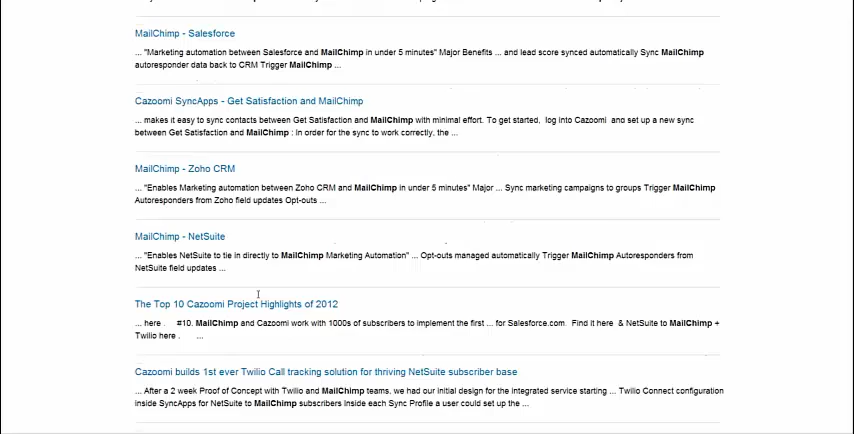 MailChimp - Salesforce
... "Marketing automation between Salesforce and MailChimp in under 5 minutes" Major Benefits ... and lead score synced automatically Sync MailChimp
autoresponder data back to CRM Trigger MailChimp ...
Cazoomi SyncApps - Get Satisfaction and MailChimp
... makes it easy to sync contacts between Get Satisfaction and MailChimp with minimal effort. To get started, log into Cazoomi and set up a new sync
between Get Satisfaction and MailChimp : In order for the sync to work correctly, the ...
MailChimp - Zoho CRM
... "Enables Marketing automation between Zoho CRM and MailChimp in under 5 minutes" Major ... Sync marketing campaigns to groups Trigger MailChimp
Autoresponders from Zoho field updates Opt-outs ...
MailChimp - NetSuite
... "Enables NetSuite to tie in directly to MailChimp Marketing Automation" ... Opt-outs managed automatically Trigger MailChimp Autoresponders from
NetSuite field updates ...
The Top 10 Cazoomi Project Highlights of 2012
... here . #10. MailChimp and Cazoomi work with 1000s of subscribers to implement the first ... for Salesforce.com. Find it here & NetSuite to MailChimp +
Twilio here . ...
Cazoomi builds 1st ever Twilio Call tracking solution for thriving NetSuite subscriber base
... After a 2 week Proof of Concept with Twilio and MailChimp teams, we had our initial design for the integrated service starting ... Twilio Connect configuration
inside SyncApps for NetSuite to MailChimp subscribers Inside each Sync Profile a user could set up the ...